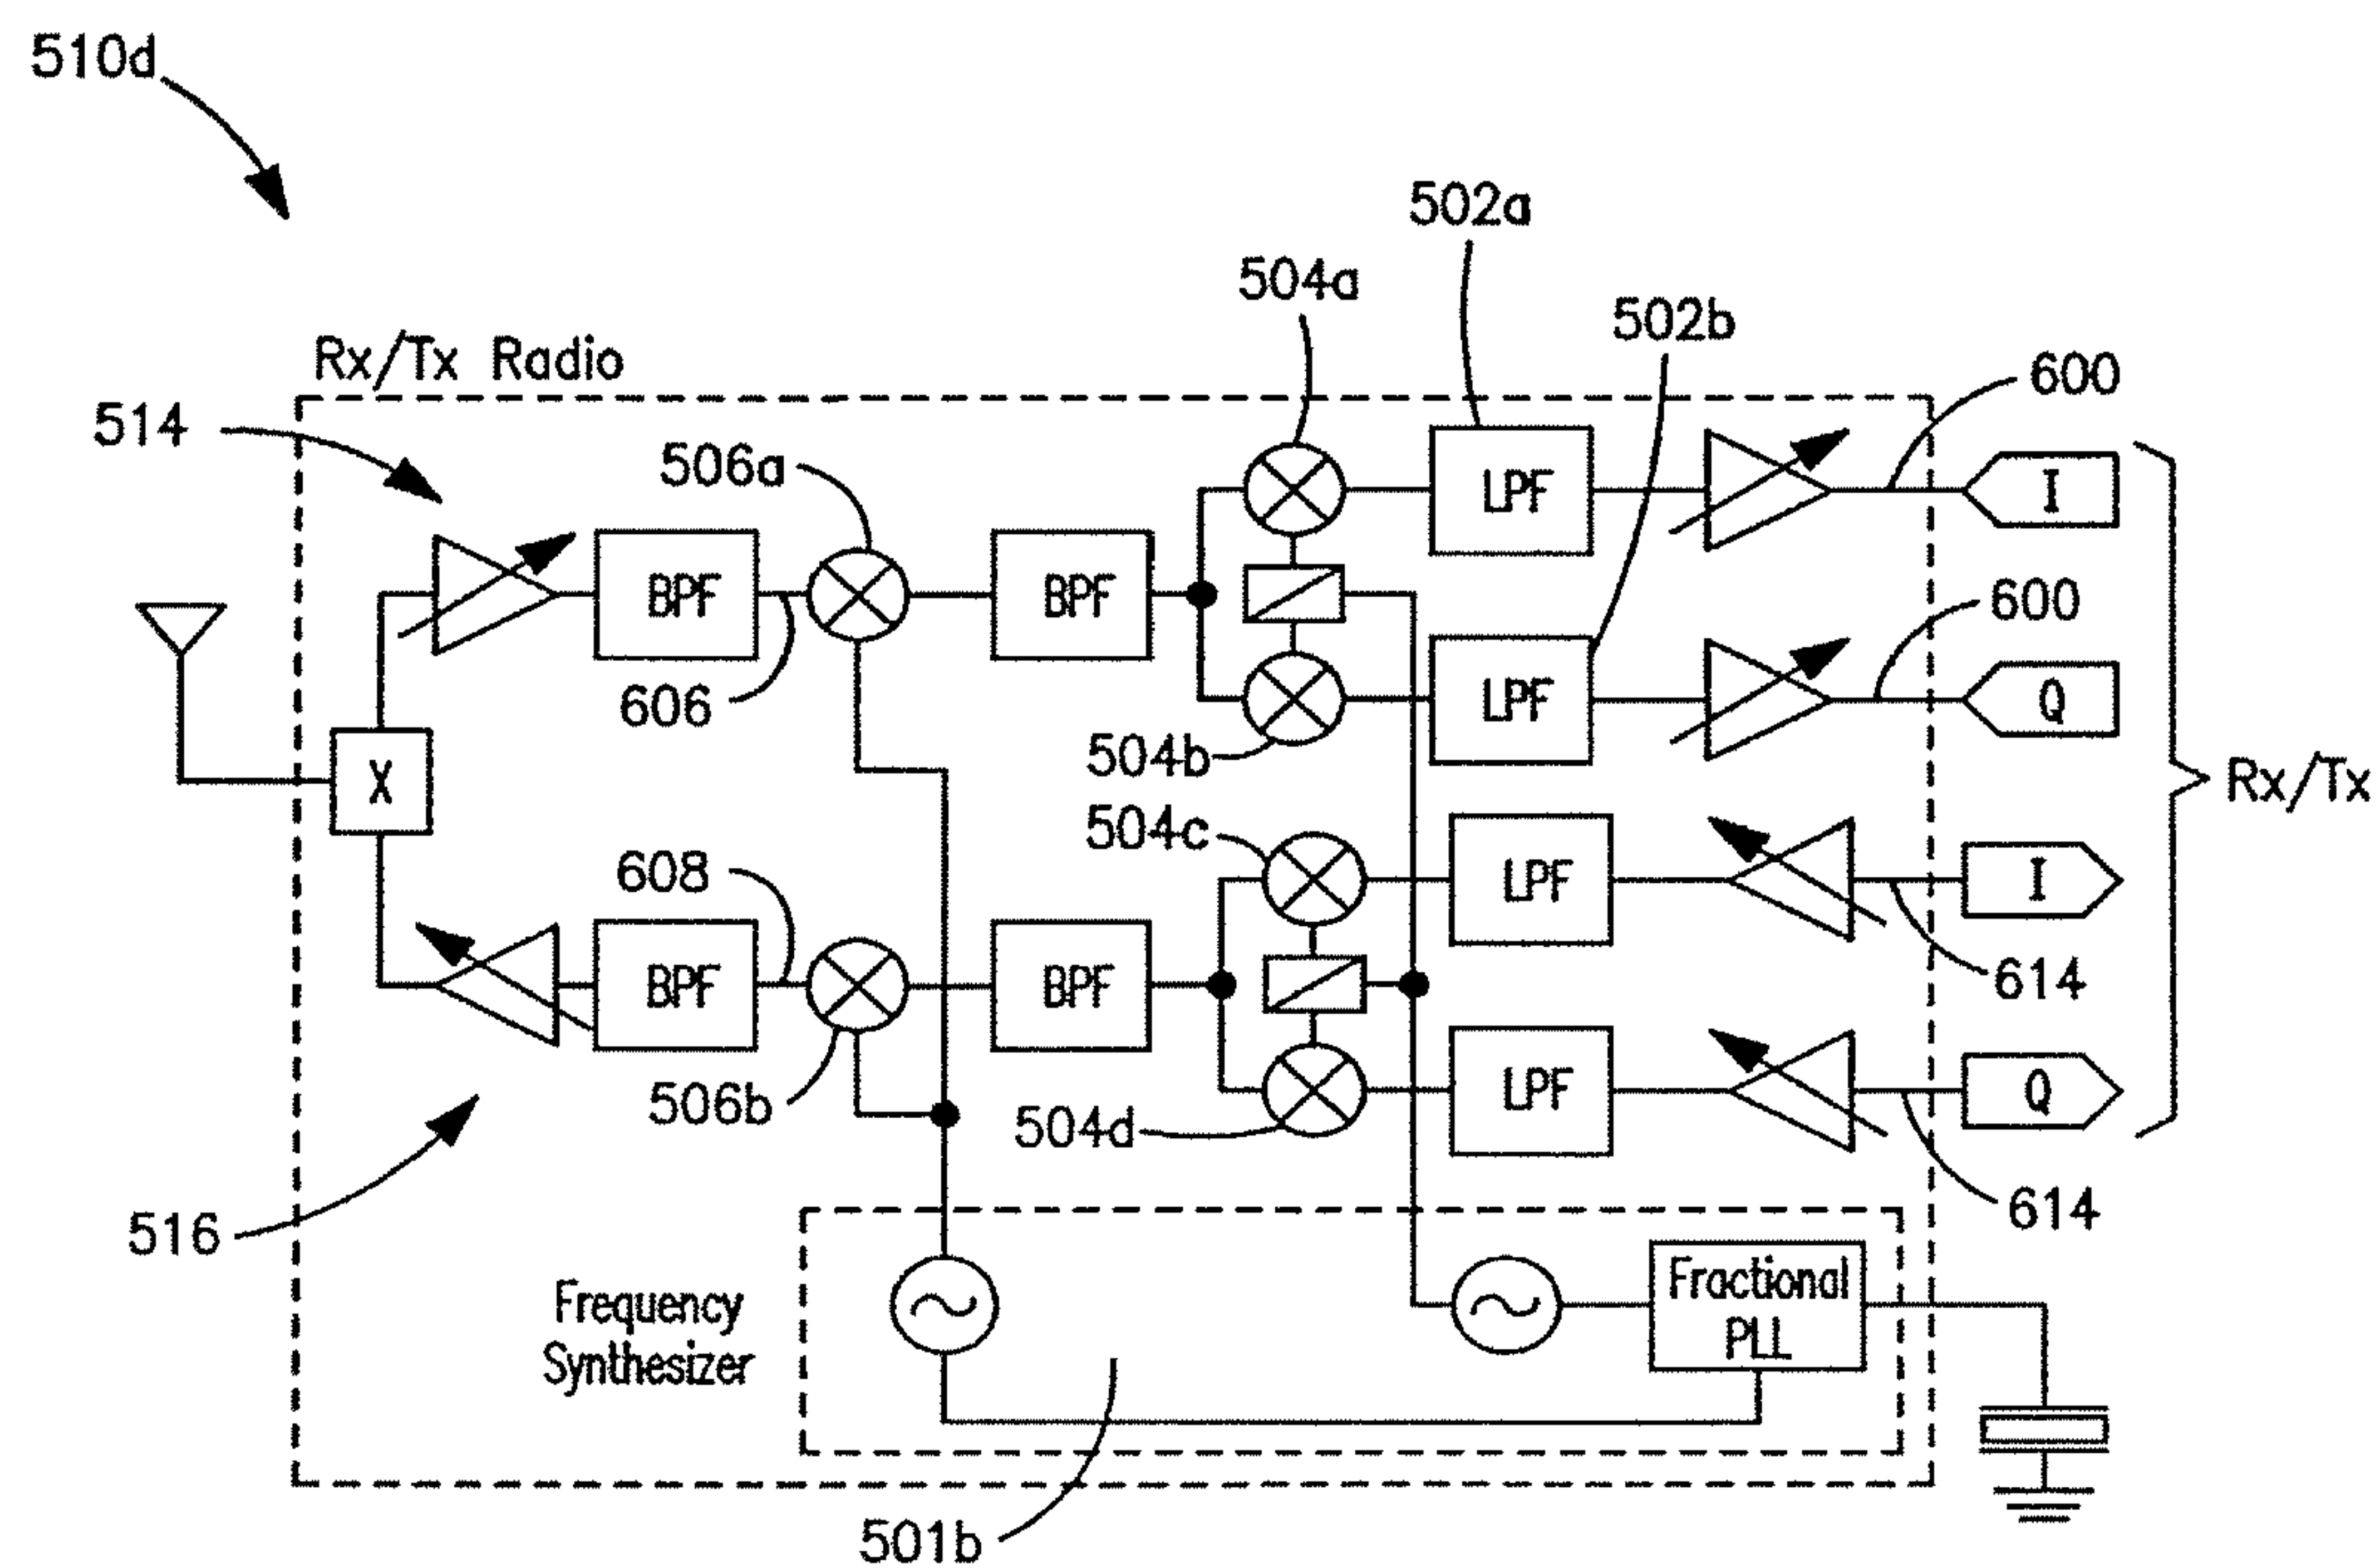 510d
502a
504a
502b
Rx/Tx Radio
600
514
506a
LPF
I
BPF
BPF
600
606
LPF
Q
504b
X
Rx/Tx
504c
608
LPF
I
BPF
BPF
614
506b
504d
LPF
Q
516
614
Frequency
Synthesizer
Fractional
PLL
501b